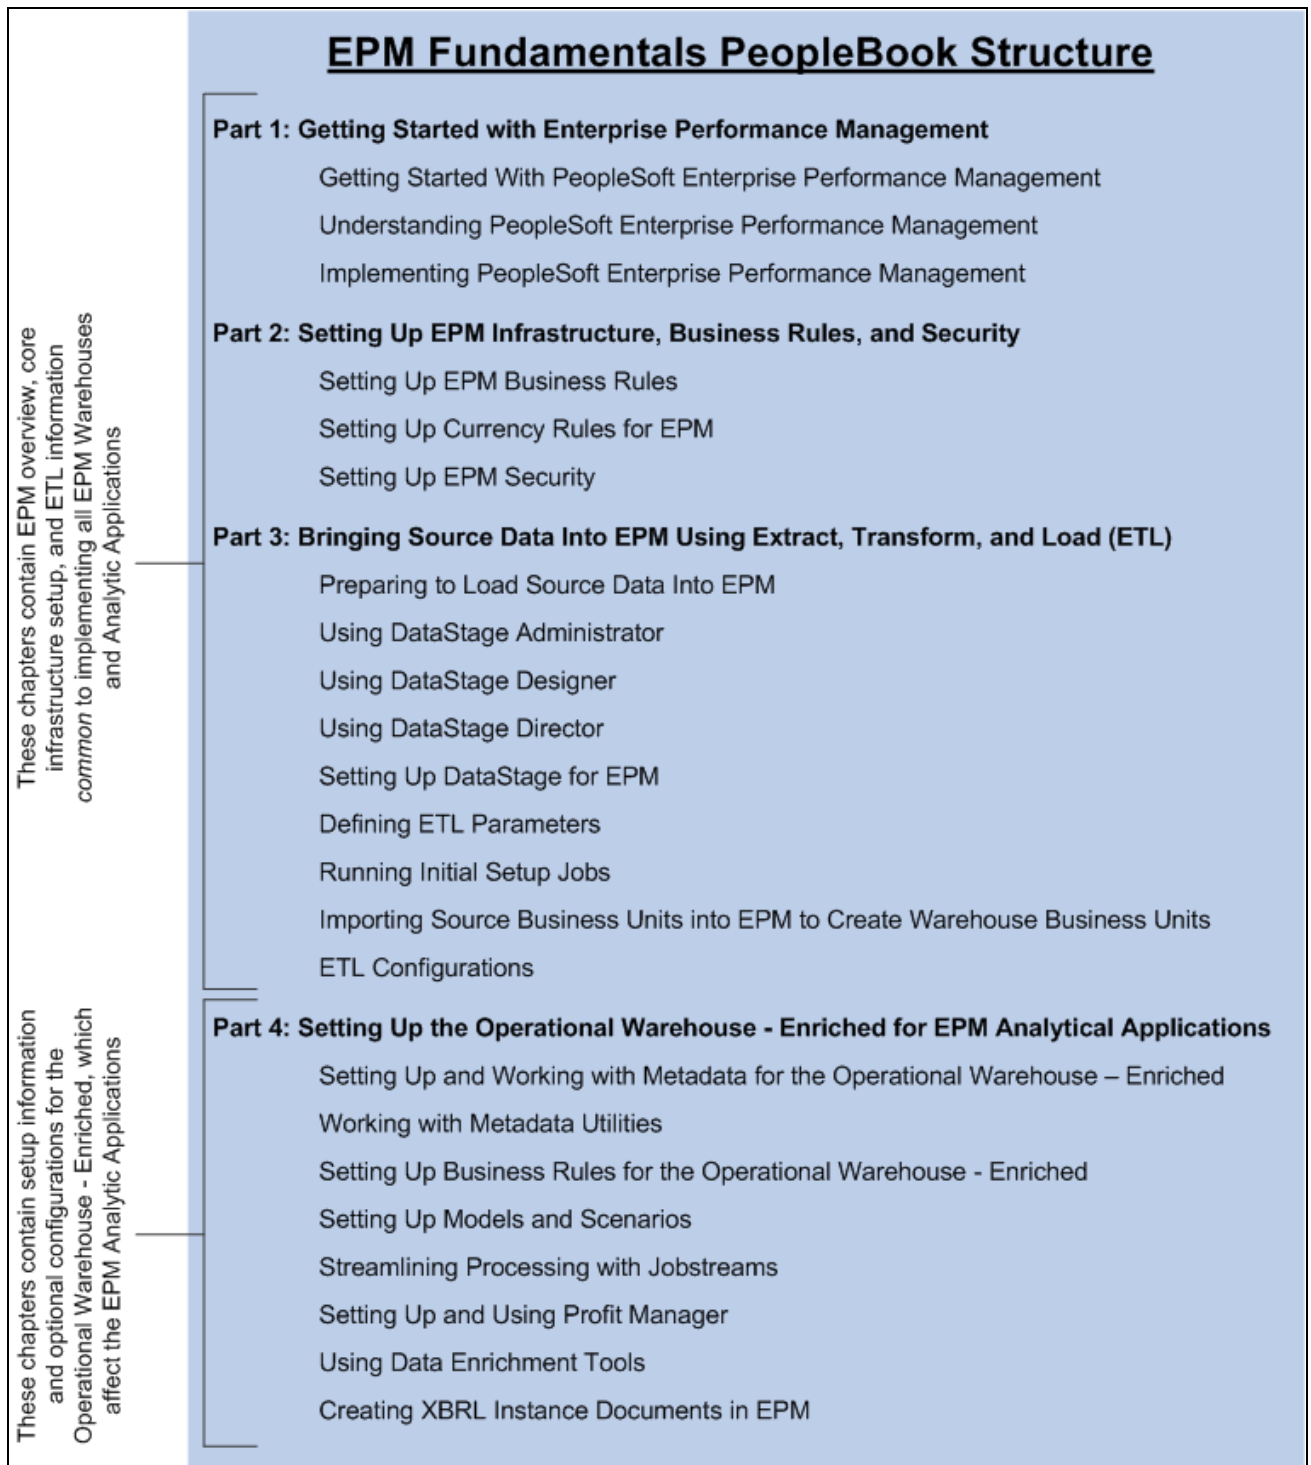 EPM Fundamentals PeopleBook Structure
These chapters contain EPM overview, core
infrastructure setup, and ETL information
common to implementing all EPM Warehouses
and Analytic Applications
Part 1: Getting Started with Enterprise Performance Management
Getting Started With PeopleSoft Enterprise Performance Management
Understanding PeopleSoft Enterprise Performance Management
Implementing PeopleSoft Enterprise Performance Management
Part 2: Setting Up EPM Infrastructure, Business Rules, and Security
Setting Up EPM Business Rules
Setting Up Currency Rules for EPM
Setting Up EPM Security
Part 3: Bringing Source Data Into EPM Using Extract, Transform, and Load (ETL)
Preparing to Load Source Data Into EPM
Using DataStage Administrator
Using DataStage Designer
Using DataStage Director
Setting Up DataStage for EPM
Defining ETL Parameters
Running Initial Setup Jobs
Importing Source Business Units into EPM to Create Warehouse Business Units
ETL Configurations
These chapters contain setup information
and optional configurations for the
Operational Warehouse - Enriched, which
affect the EPM Analytic Applications
Part 4: Setting Up the Operational Warehouse - Enriched for EPM Analytical Applications
Setting Up and Working with Metadata for the Operational Warehouse – Enriched
Working with Metadata Utilities
Setting Up Business Rules for the Operational Warehouse - Enriched
Setting Up Models and Scenarios
Streamlining Processing with Jobstreams
Setting Up and Using Profit Manager
Using Data Enrichment Tools
Creating XBRL Instance Documents in EPM